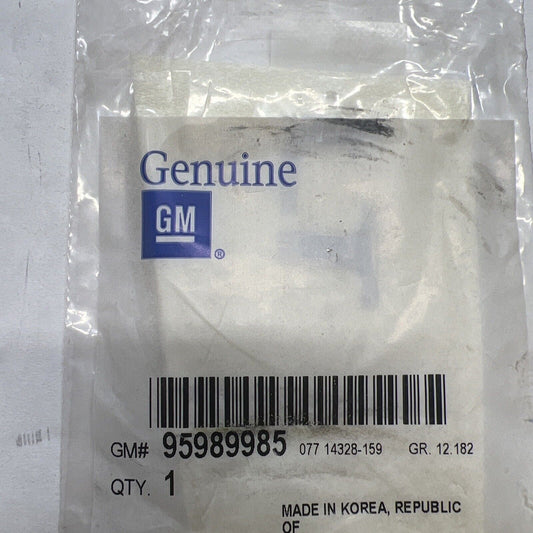 Genuine
GM
®
GM# 95989985 077 14328-159 GR. 12.182
QTY. 1
MADE IN KOREA, REPUBLIC
OF